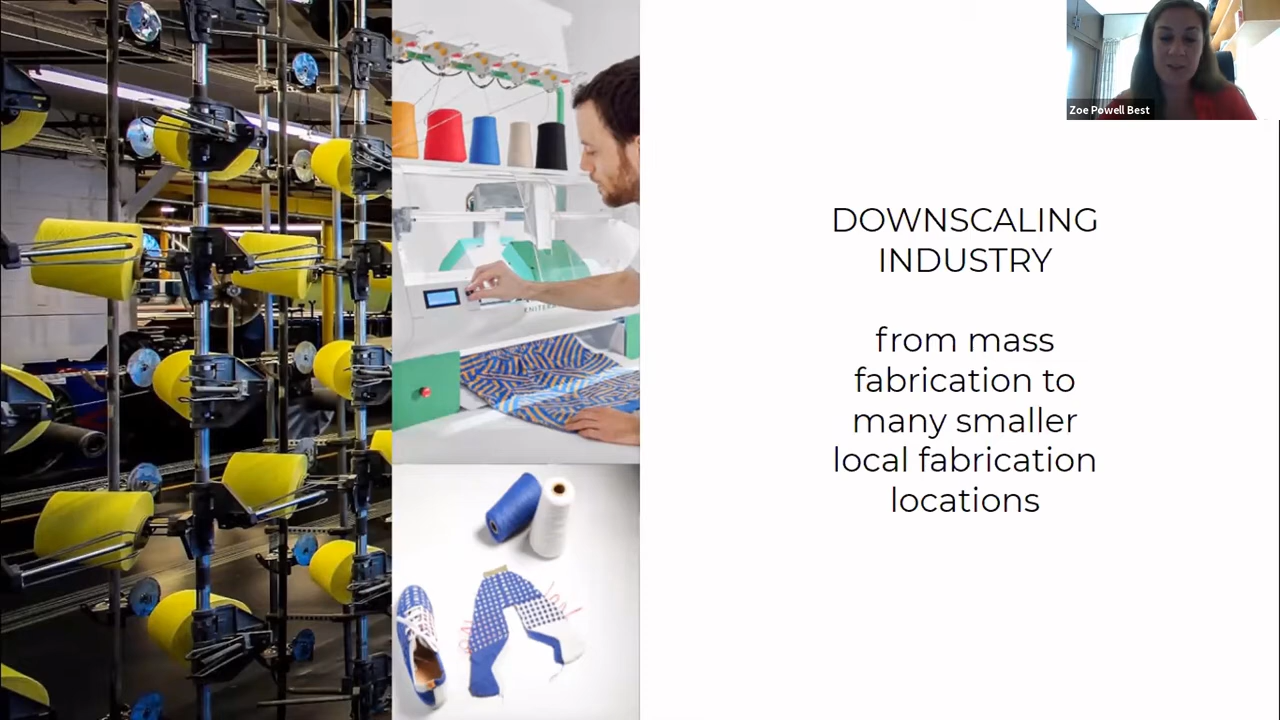 Zoe Powell Best
DOWNSCALING
INDUSTRY
from mass
fabrication to
many smaller
local fabrication
locations